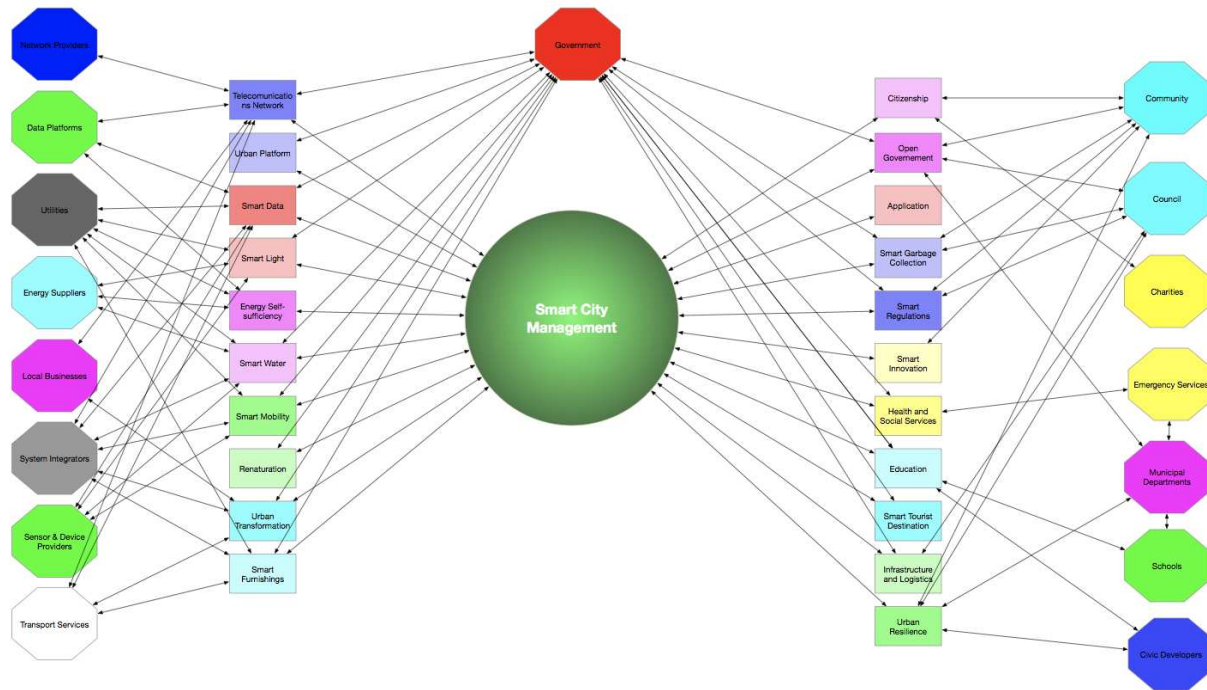 Network Providers
Data Platforms
Utilities
Energy Suppliers
Local Businesses
System Integrators
Sensor & Device
Providers
Transport Services
Telecomunicatio
ns Network
Urban Platform
Smart Data
Smart Light
Energy Self-
sufficiency
Smart Water
Smart Mobility
Renaturation
Urban
Transformation
Smart
Furnishings
Government
Smart City
Management
Citizenship
Open
Governement
Application
Smart Garbage
Collection
Smart
Regulations
Smart
Innovation
Health and
Social Services
Education
Smart Tourist
Destination
Infrastructure
and Logistics
Urban
Resilience
Community
Council
Charities
Emergency Services
Municipal
Departments
Schools
Civic Developers